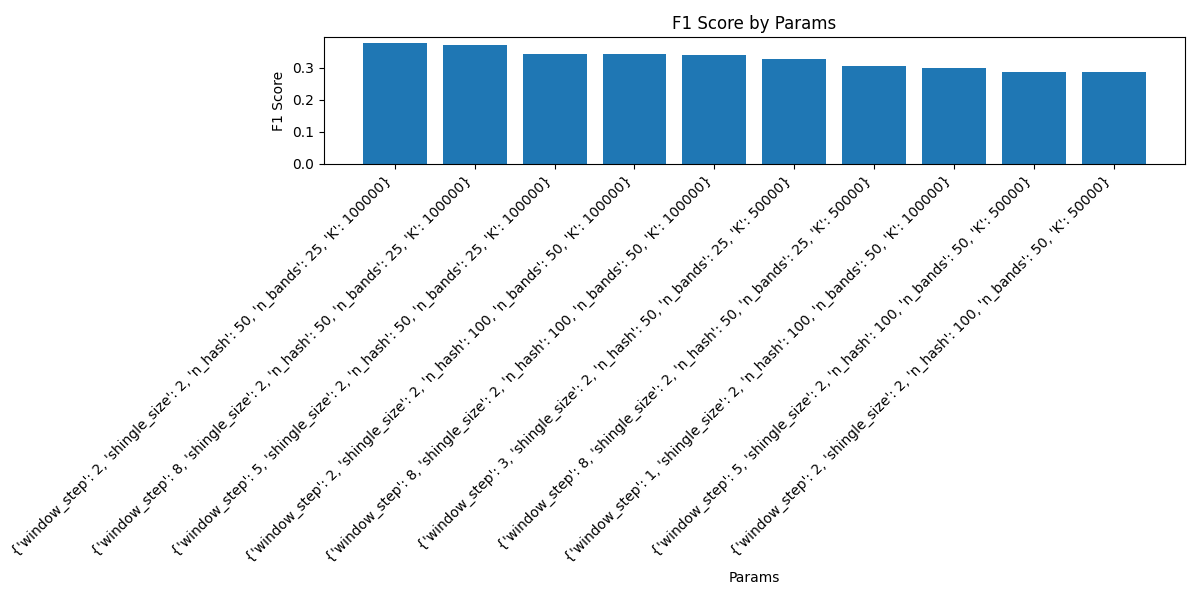 F1 Score by Params
F1 Score
0.3
0.2
0.1
0.0
{'window_step': 2, 'shingle_size': 2, 'n_hash': 50, 'n_bands': 25, 'K': 100000}
{'window_step': 8, 'shingle_size': 2, 'n_hash': 50, 'n_bands': 25, 'K': 100000}
{'window_step': 5, 'shingle_size': 2, 'n_hash': 50, 'n_bands': 25, 'K': 100000}
{'window_step': 2, 'shingle_size': 2, 'n_hash': 100, 'n_bands': 50, 'K': 100000}
{'window_step': 8, 'shingle_size': 2, 'n_hash': 100, 'n_bands': 50, 'K': 100000}
{'window_step': 3, 'shingle_size': 2, 'n_hash': 50, 'n_bands': 25, 'K': 50000}
{'window_step': 8, 'shingle_size': 2, 'n_hash': 50, 'n_bands': 25, 'K': 50000}
{'window_step': 1, 'shingle_size': 2, 'n_hash': 100, 'n_bands': 50, 'K': 100000}
{'window_step': 5, 'shingle_size': 2, 'n_hash': 100, 'n_bands': 50, 'K': 50000}
{'window_step': 2, 'shingle_size': 2, 'n_hash': 100, 'n_bands': 50, 'K': 50000}
Params